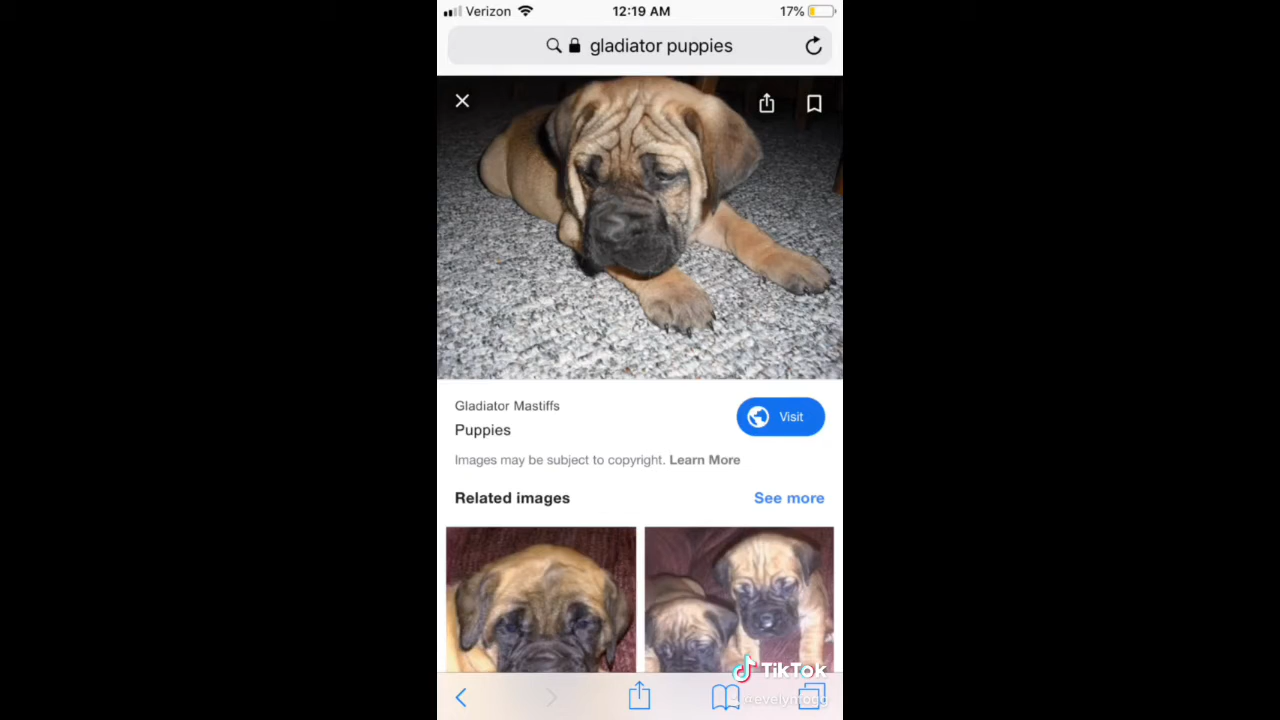 Verizon 12:19 AM 17%
gladiator puppies
Gladiator Mastiffs
Visit
Puppies
Images may be subject to copyright. Learn More
Related images See more
TikTok